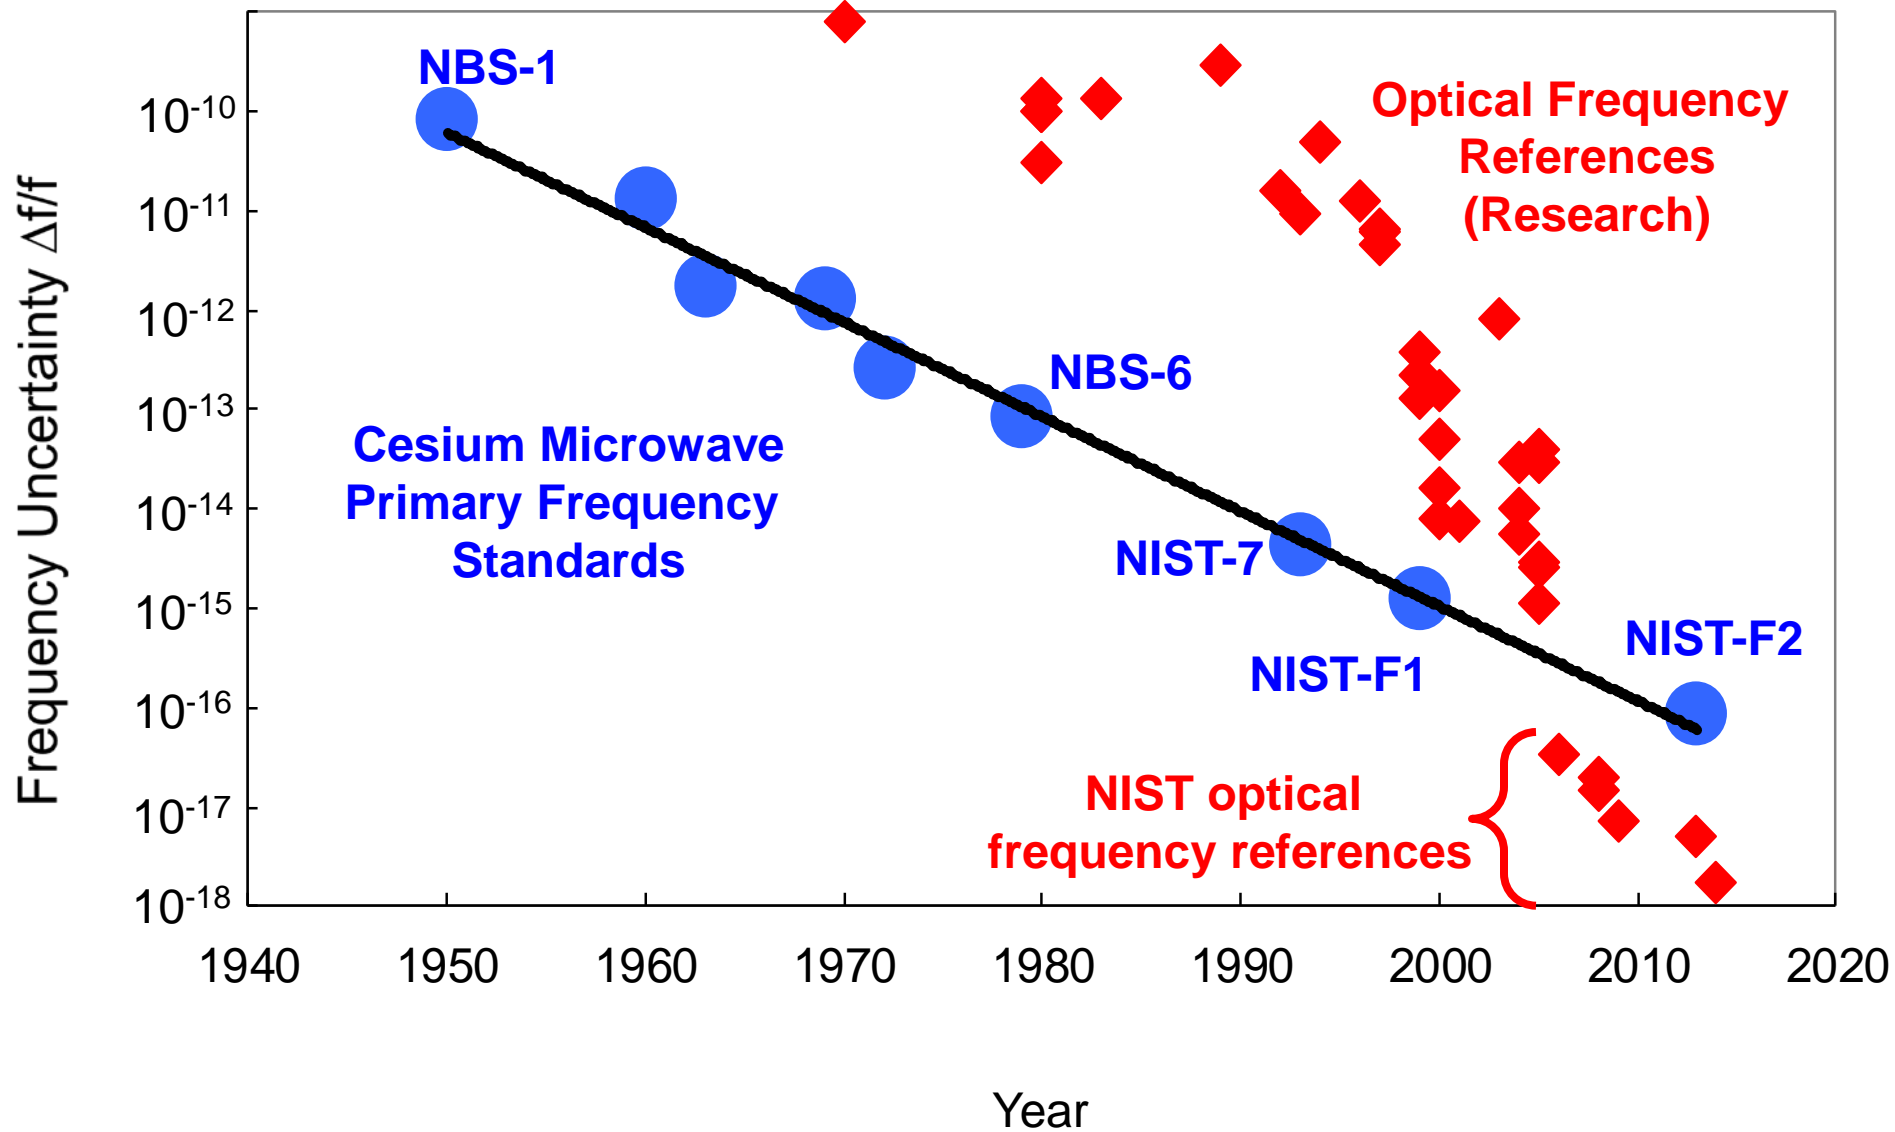 NBS-1
Optical Frequency
References
(Research)
10-10
10-11
10-12
10-13
10-14
10-15
10-16
10-17
10-18
Frequency Uncertainty Δf/f
NBS-6
Cesium Microwave
Primary Frequency
Standards
NIST-7
NIST-F1
NIST-F2
NIST optical
frequency references
1940 1950 1960 1970 1980 1990 2000 2010 2020
Year